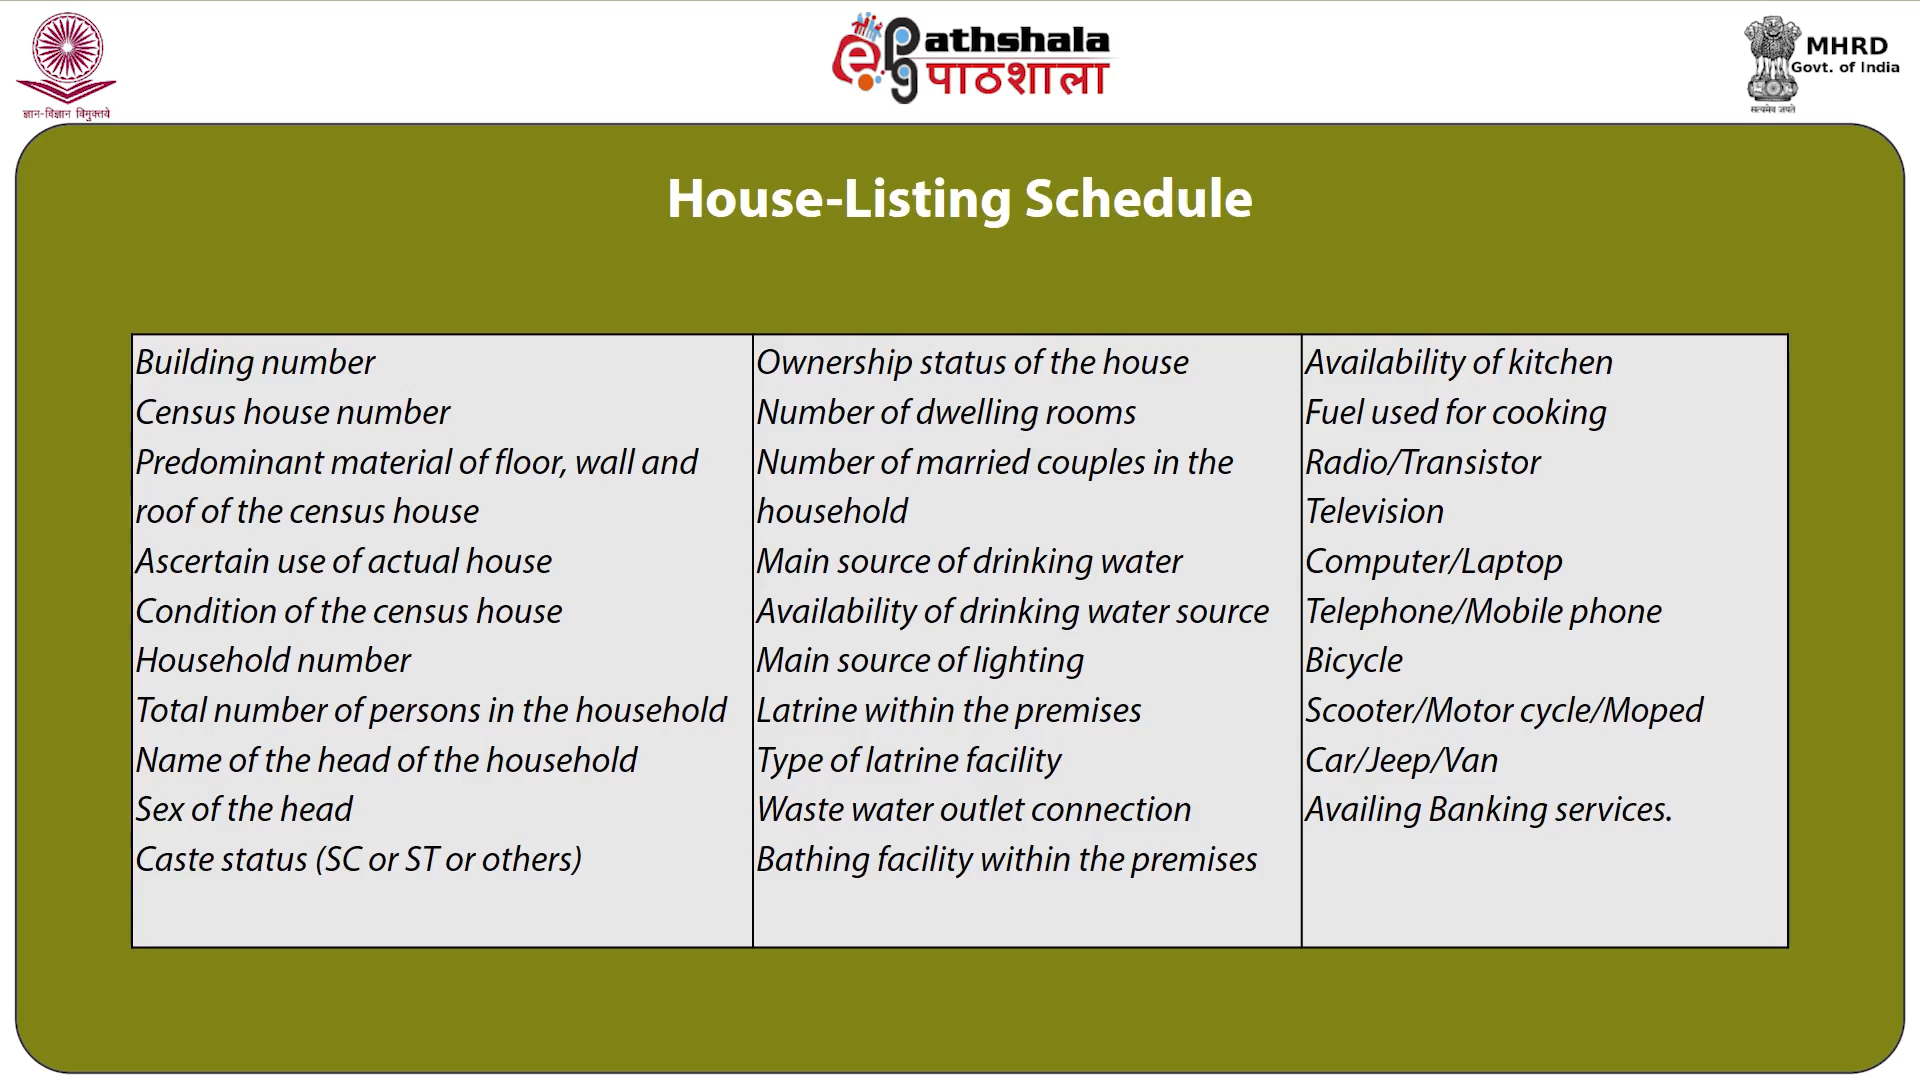 ज्ञान-विज्ञान विमुक्तये
e
PG
Pathshala
पाठशाला
MHRD
Govt. of India
सत्यमेव जयते
House-Listing Schedule
Building number
Census house number
Predominant material of floor, wall and
roof of the census house
Ascertain use of actual house
Condition of the census house
Household number
Total number of persons in the household
Name of the head of the household
Sex of the head
Caste status (SC or ST or others)
Ownership status of the house
Number of dwelling rooms
Number of married couples in the
household
Main source of drinking water
Availability of drinking water source
Main source of lighting
Latrine within the premises
Type of latrine facility
Waste water outlet connection
Bathing facility within the premises
Availability of kitchen
Fuel used for cooking
Radio/Transistor
Television
Computer/Laptop
Telephone/Mobile phone
Bicycle
Scooter/Motor cycle/Moped
Car/Jeep/Van
Availing Banking services.